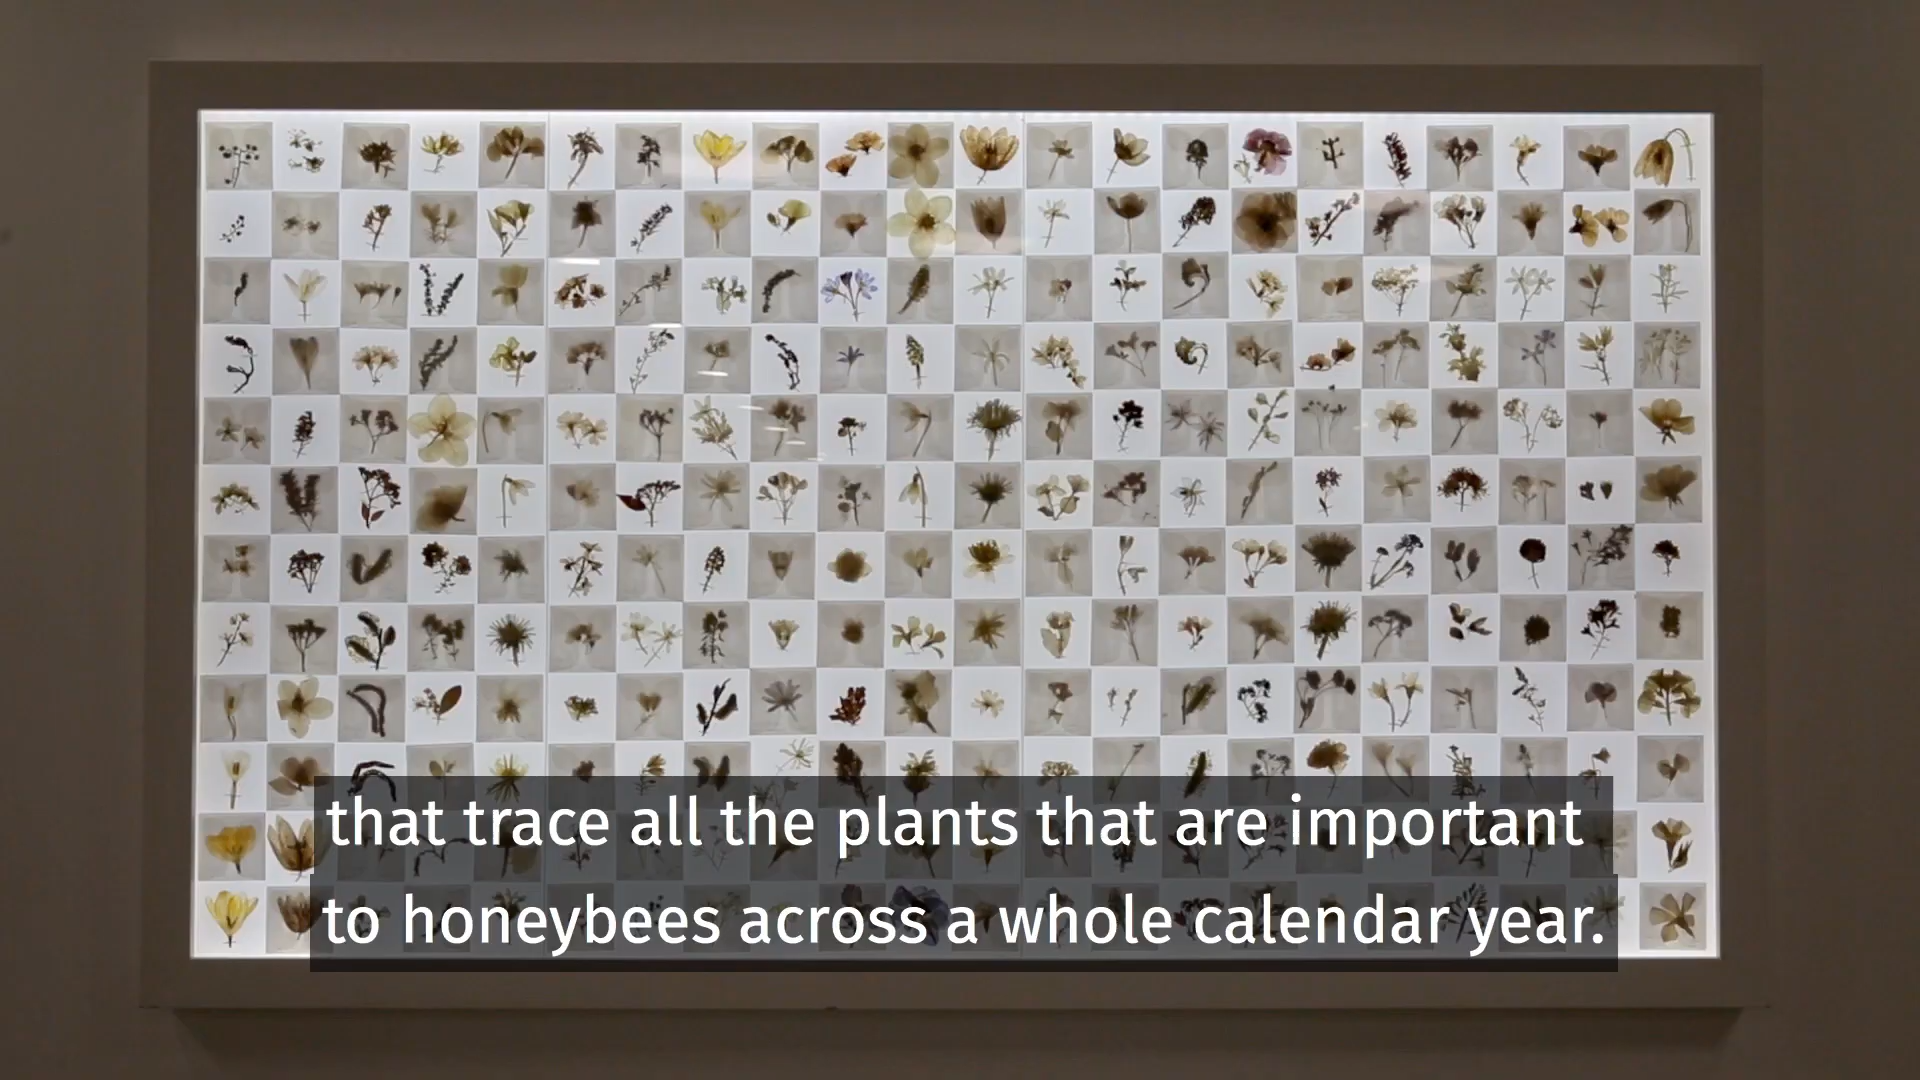 that trace all the plants that are important
to honeybees across a whole calendar year.